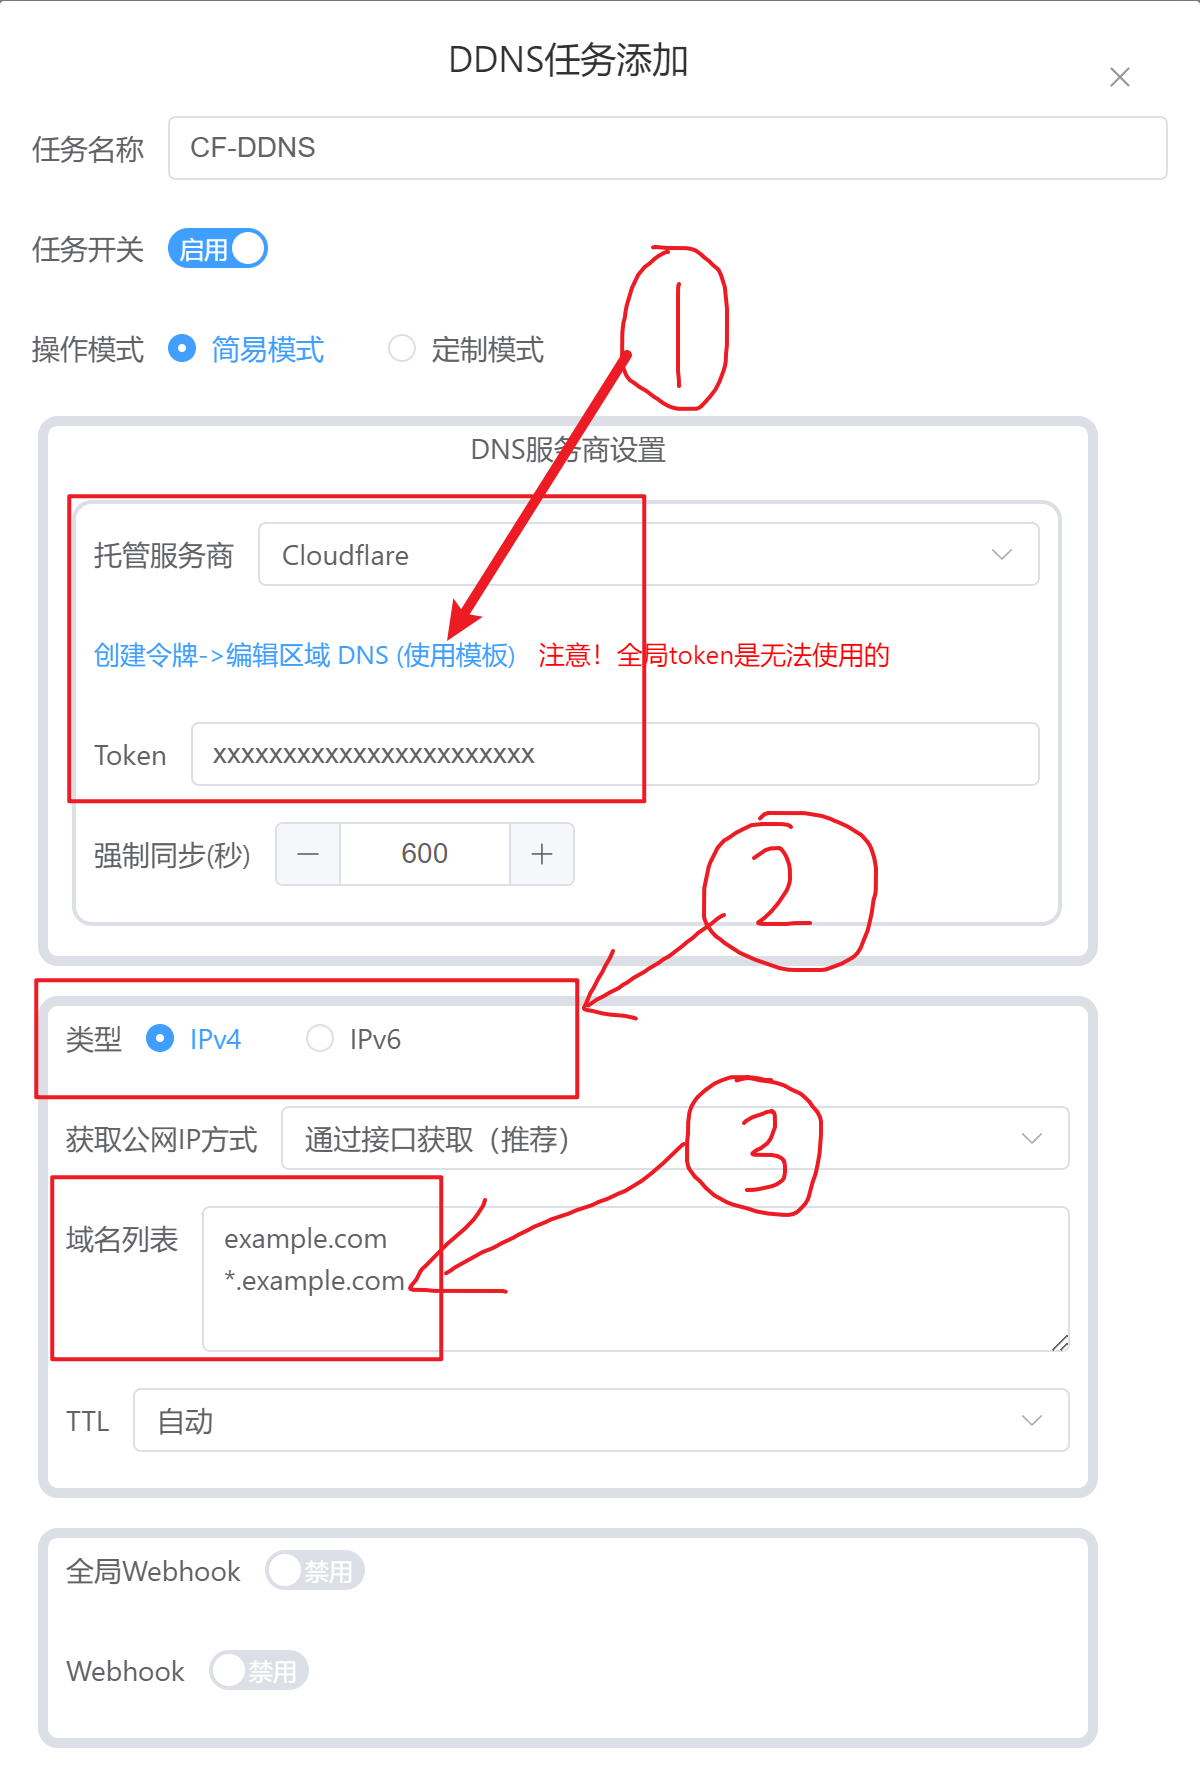 DDNS任务添加
任务名称 CF-DDNS
任务开关 启用
操作模式 简易模式 定制模式
1
DNS服务商设置
托管服务商 Cloudflare
创建令牌->编辑区域 DNS (使用模板) 注意！全局token是无法使用的
Token xxxxxxxxxxxxxxxxxxxxxxx
强制同步(秒) 600
2
类型 IPv4 IPv6
获取公网IP方式 通过接口获取（推荐）
3
域名列表 example.com
*.example.com
TTL 自动
全局Webhook 禁用
Webhook 禁用